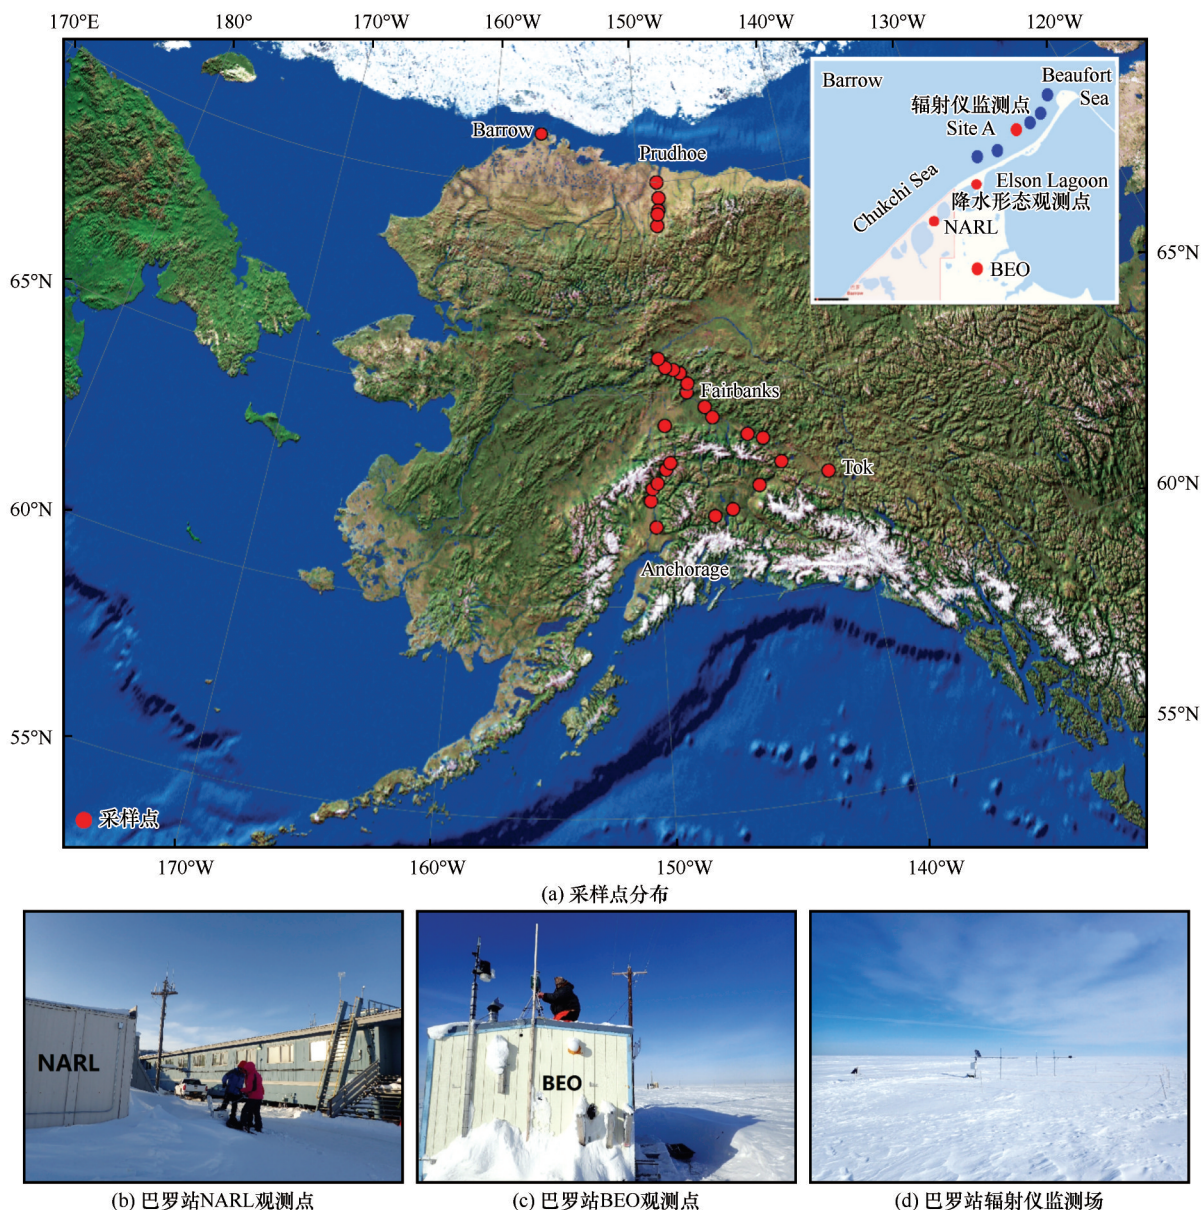 170°E
180°
170°W
160°W
150°W
140°W
130°W
120°W
Barrow
Beaufort
Sea
辐射仪监测点
Site A
Chukchi Sea
Elson Lagoon
降水形态观测点
NARL
BEO
Barrow
Prudhoe
65°N
65°N
Fairbanks
Tok
60°N
60°N
Anchorage
55°N
55°N
采样点
170°W
160°W
150°W
140°W
(a) 采样点分布
NARL
BEO
(b) 巴罗站NARL观测点
(c) 巴罗站BEO观测点
(d) 巴罗站辐射仪监测场